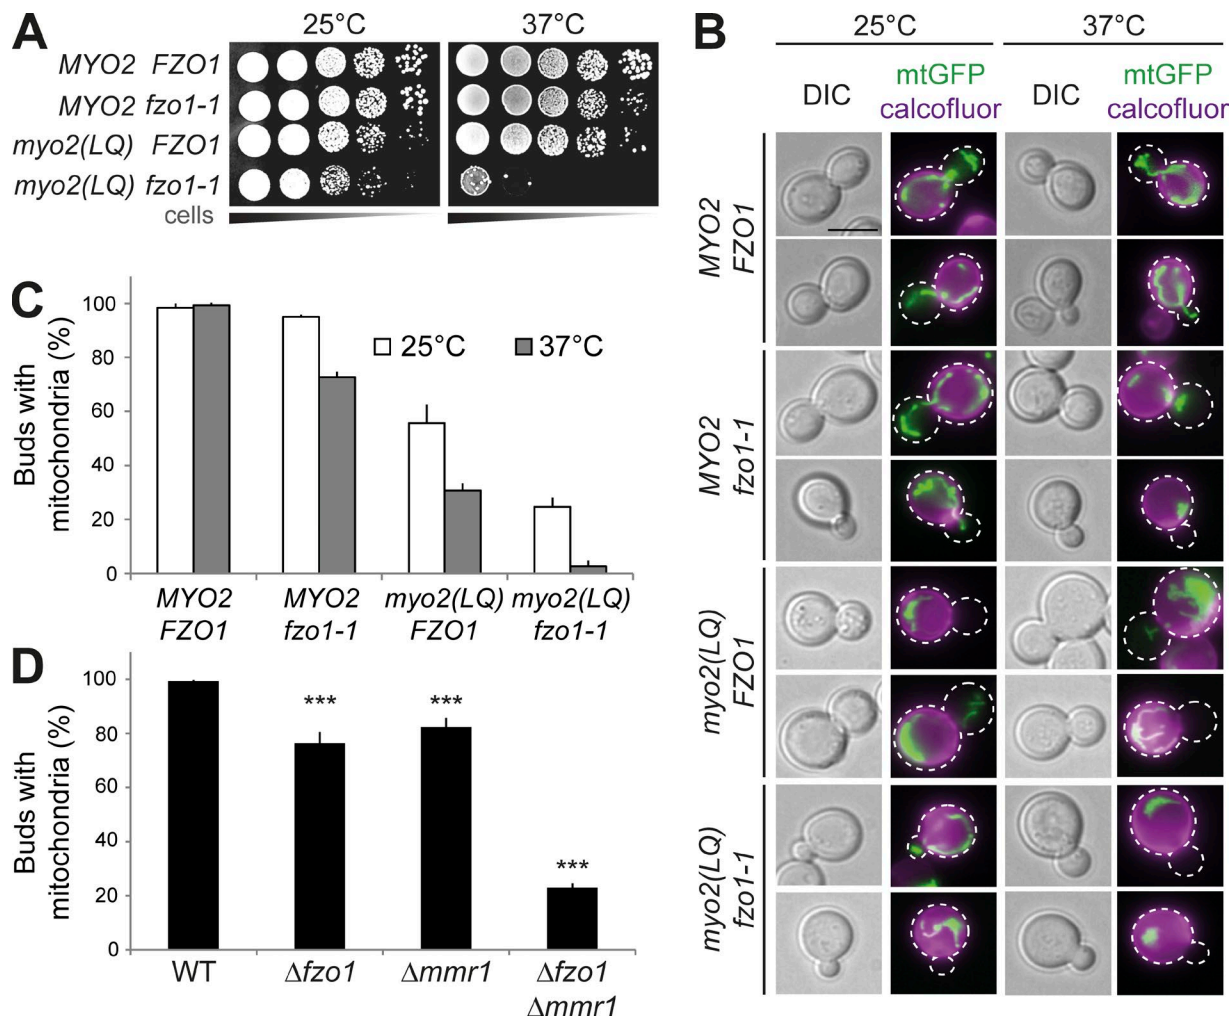 A
25°C 37°C
MYO2 FZO1
MYO2 fzo1-1
myo2(LQ) FZO1
myo2(LQ) fzo1-1
cells
B
25°C 37°C
DIC mtGFP calcofluor DIC mtGFP calcofluor
MYO2 FZO1
MYO2 fzo1-1
myo2(LQ) FZO1
myo2(LQ) fzo1-1
C
Buds with mitochondria (%)
100
80
60
40
20
0
25°C 37°C
MYO2 MYO2 myo2(LQ) myo2(LQ)
FZO1 fzo1-1 FZO1 fzo1-1
D
Buds with mitochondria (%)
100
80
60
40
20
0
*** *** ***
WT Δfzo1 Δmmr1 Δfzo1
Δmmr1